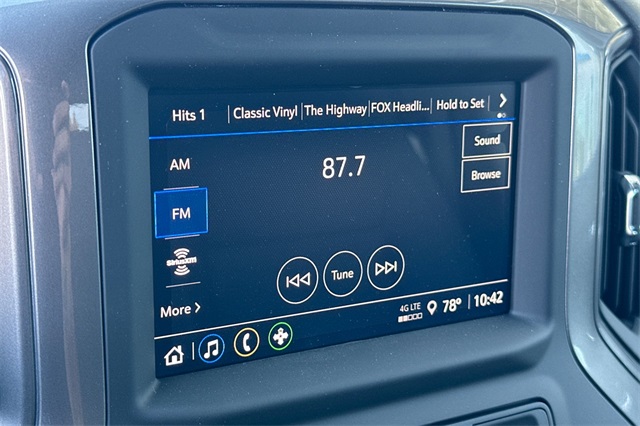 Hits 1 Classic Vinyl The Highway FOX Headli... Hold to Set
AM
87.7
Sound
Browse
FM
SiriusXM
Tune
More
4G LTE 78° 10:42